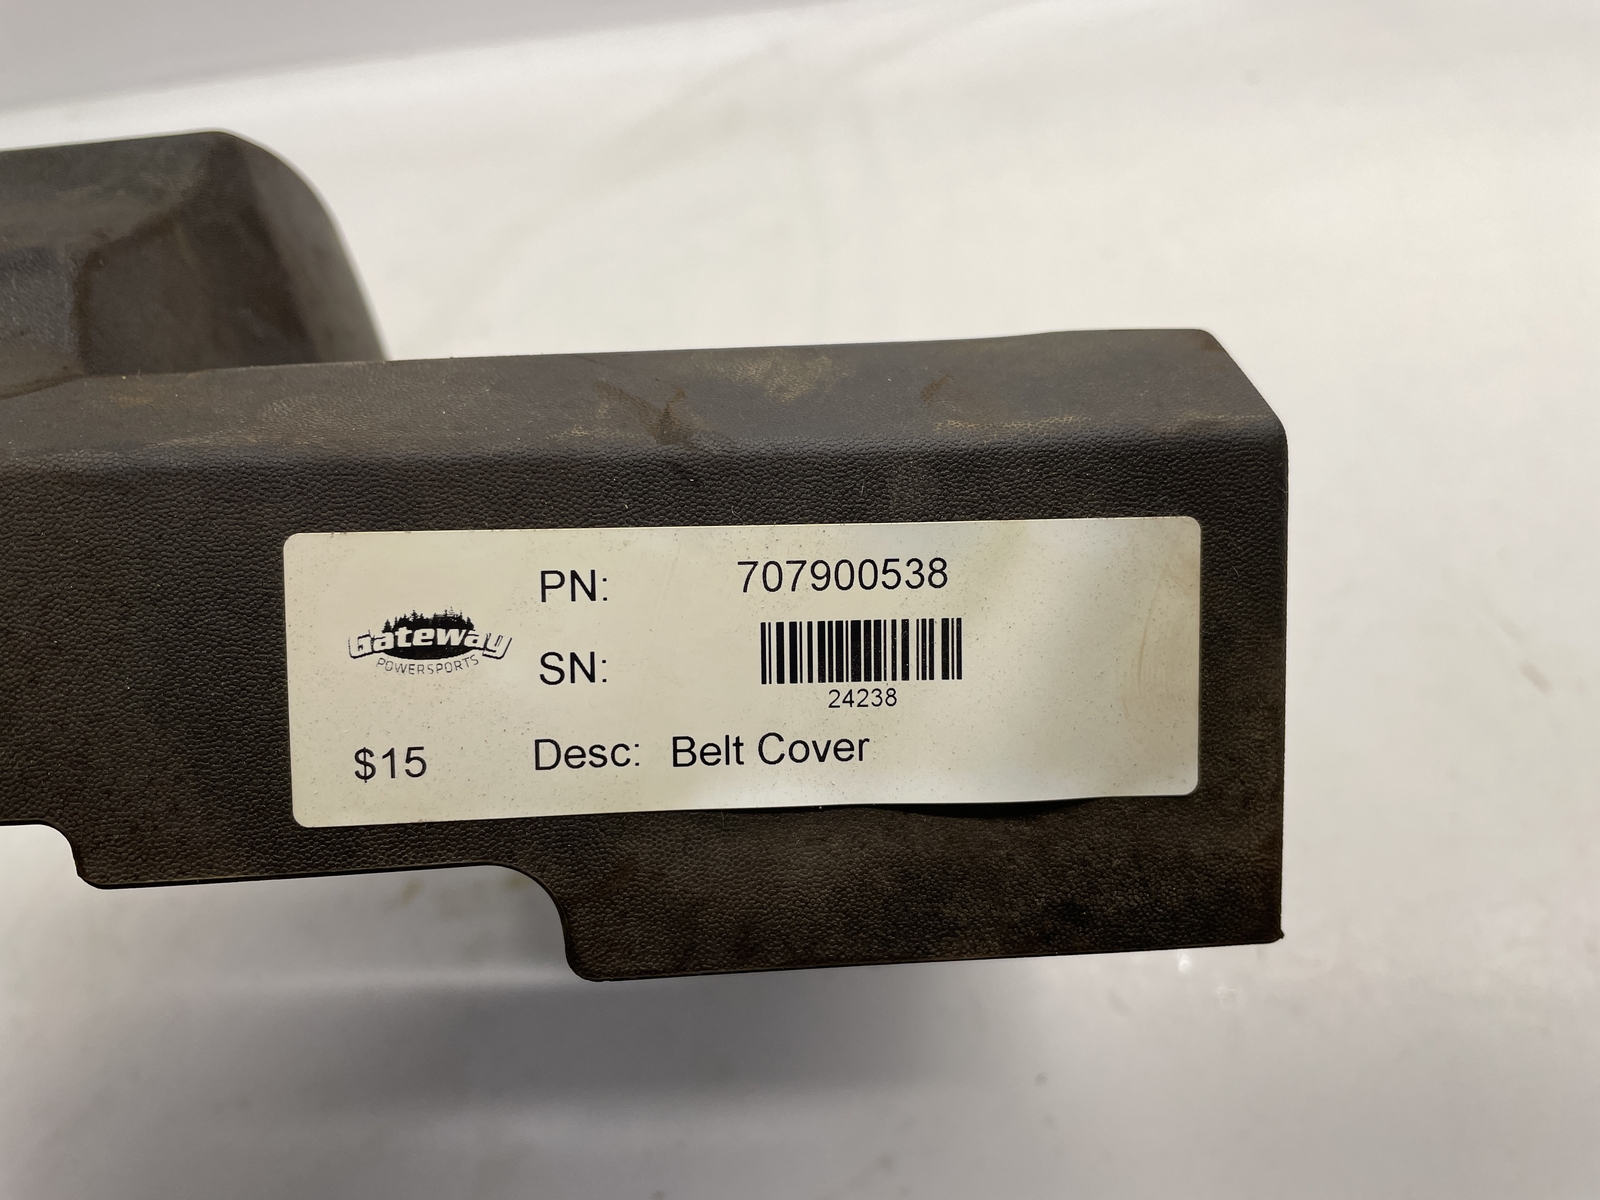 PN: 707900538
Gateway
POWERSPORTS
SN:
24238
$15
Desc: Belt Cover